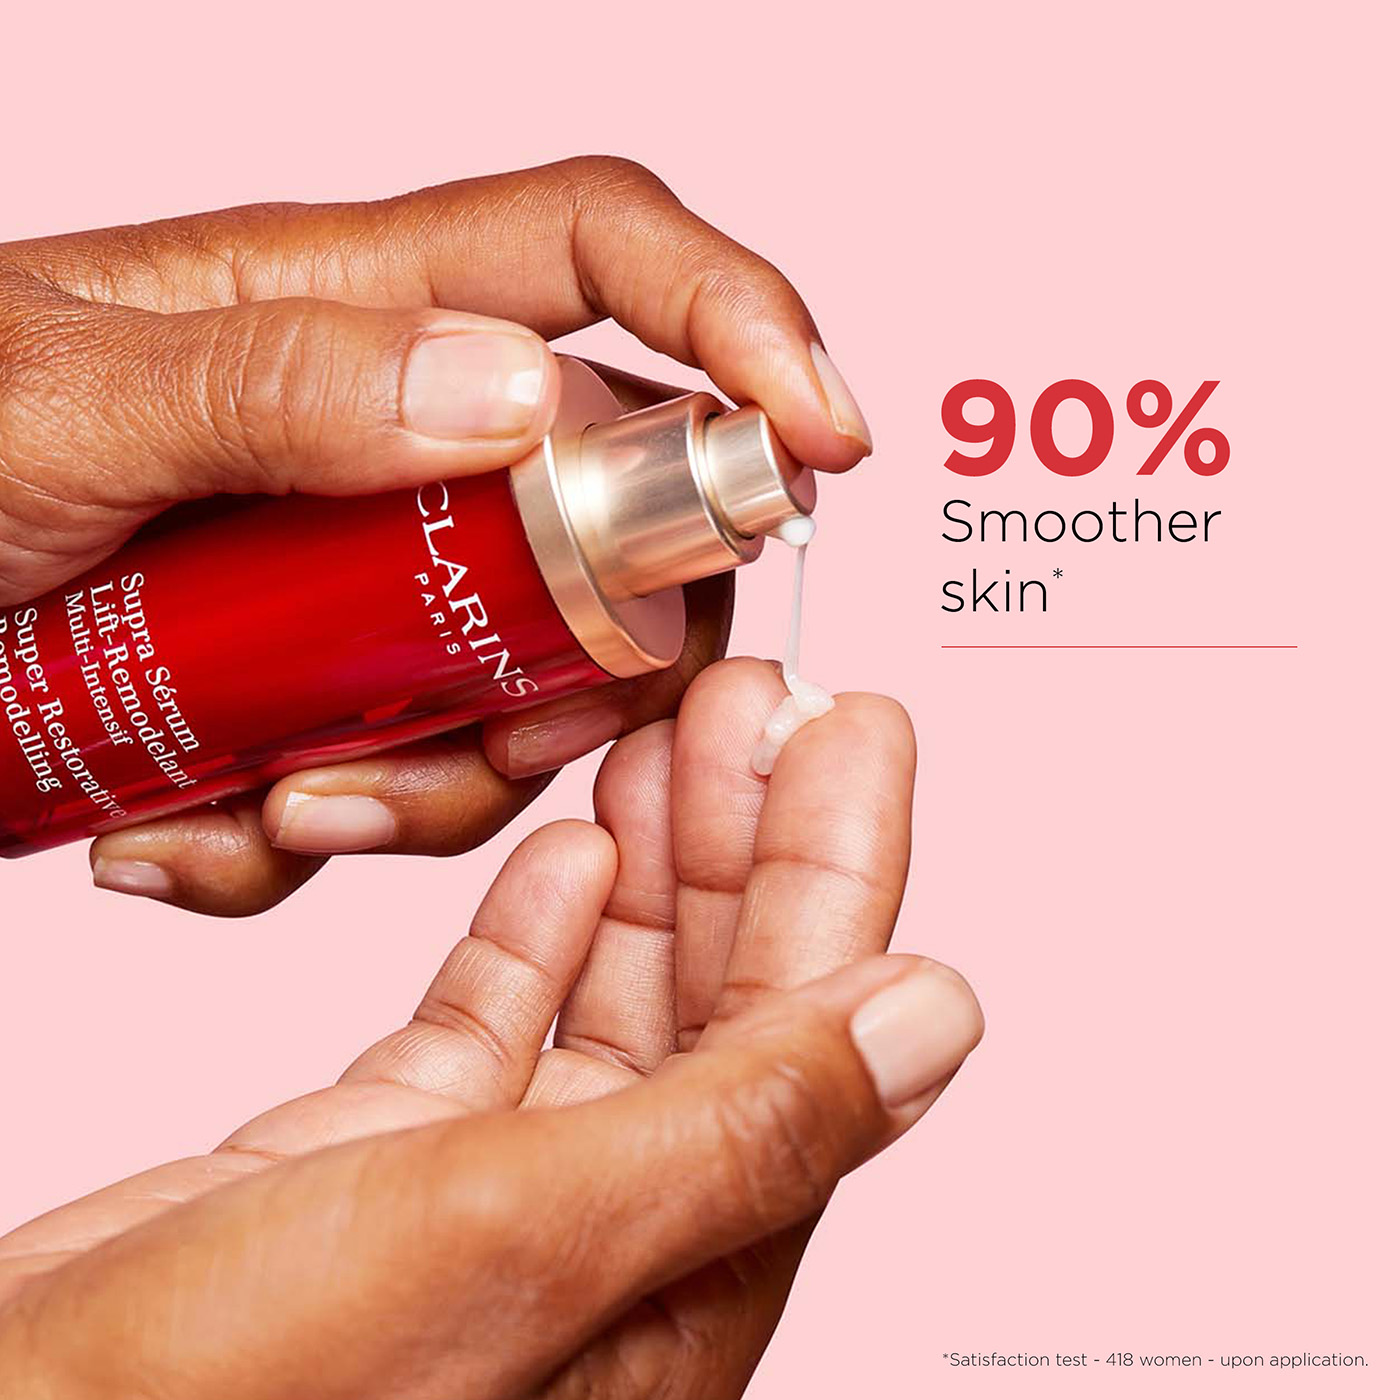 90%
Smoother
skin*
CLARINS
PARIS
Supra Sérum
Lift-Remodelant
Multi-Intensif
Super Restorative
Remodelling
*Satisfaction test - 418 women - upon application.